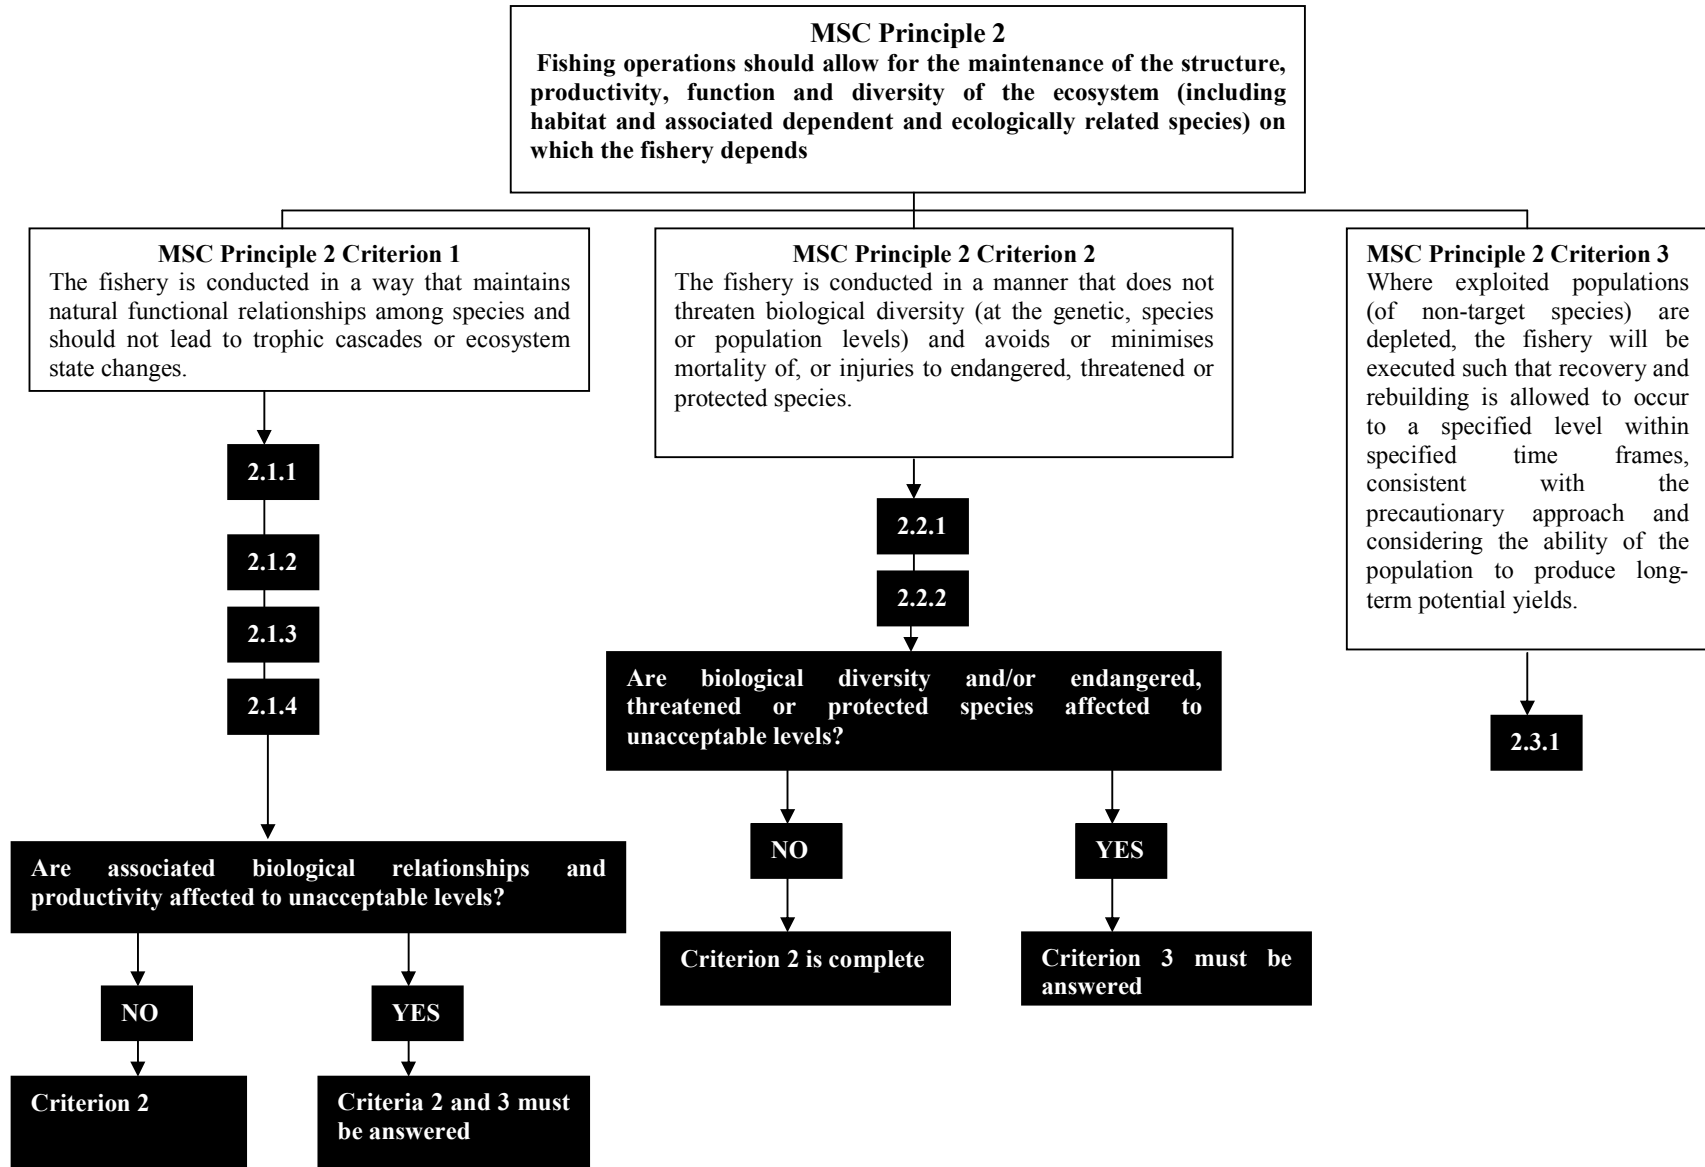 MSC Principle 2
Fishing operations should allow for the maintenance of the structure,
productivity, function and diversity of the ecosystem (including
habitat and associated dependent and ecologically related species) on
which the fishery depends
MSC Principle 2 Criterion 1
The fishery is conducted in a way that maintains
natural functional relationships among species and
should not lead to trophic cascades or ecosystem
state changes.
2.1.1
2.1.2
2.1.3
2.1.4
Are associated biological relationships and
productivity affected to unacceptable levels?
NO
YES
Criterion 2
Criteria 2 and 3 must
be answered
MSC Principle 2 Criterion 2
The fishery is conducted in a manner that does not
threaten biological diversity (at the genetic, species
or population levels) and avoids or minimises
mortality of, or injuries to endangered, threatened or
protected species.
2.2.1
2.2.2
Are biological diversity and/or endangered,
threatened or protected species affected to
unacceptable levels?
NO
YES
Criterion 2 is complete
Criterion 3 must be
answered
MSC Principle 2 Criterion 3
Where exploited populations
(of non-target species) are
depleted, the fishery will be
executed such that recovery and
rebuilding is allowed to occur
to a specified level within
specified time frames,
consistent with the
precautionary approach and
considering the ability of the
population to produce long-
term potential yields.
2.3.1